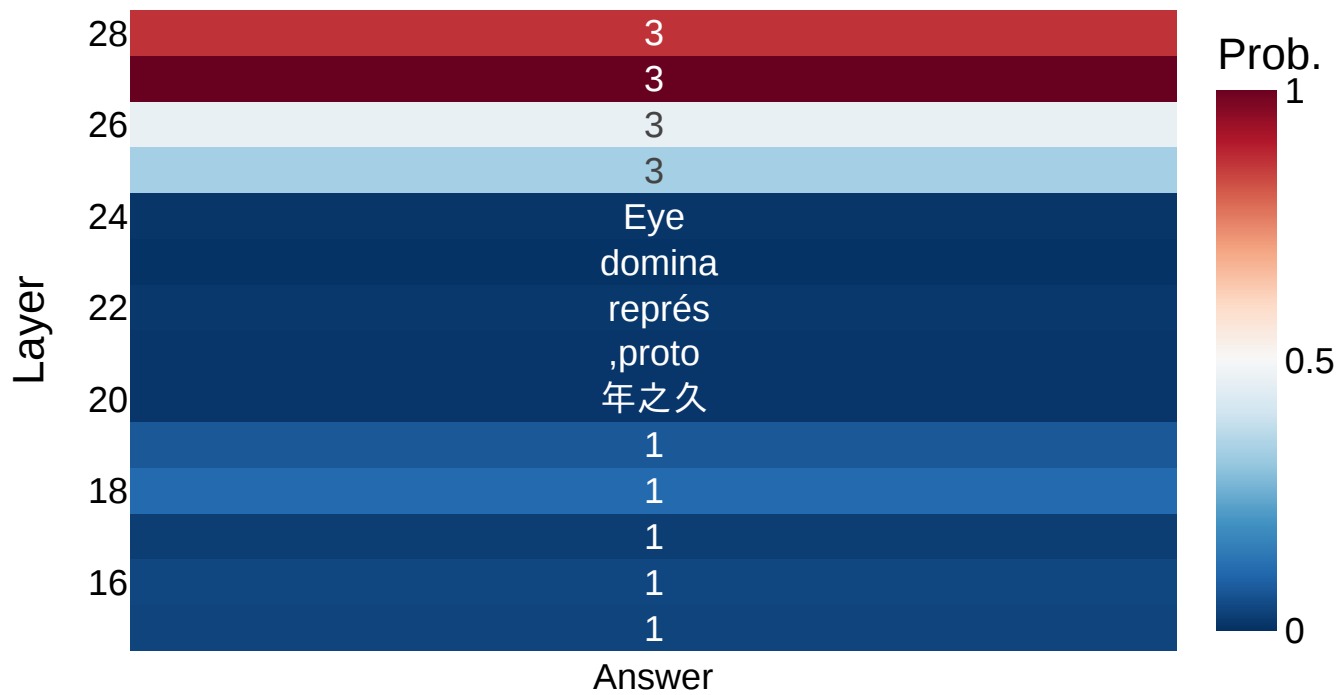 Prob.
28 3
3
26 3
3
24 Eye
domina
22 représ
,proto
20 年之久
1
18 1
1
16 1
1
Layer
Answer
1
0.5
0